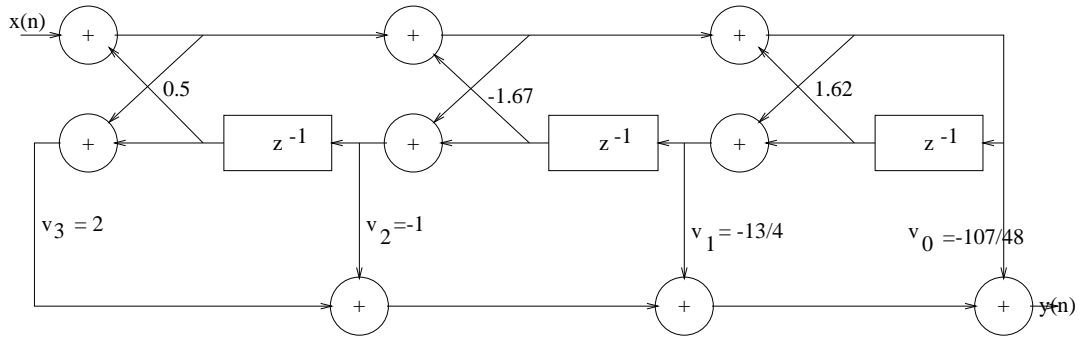 x(n)
+ + +
0.5 -1.67 1.62
+ z -1 + z -1 + z -1
v3 = 2 v2 =-1 v1 = -13/4 v0 =-107/48
+ + + y(n)